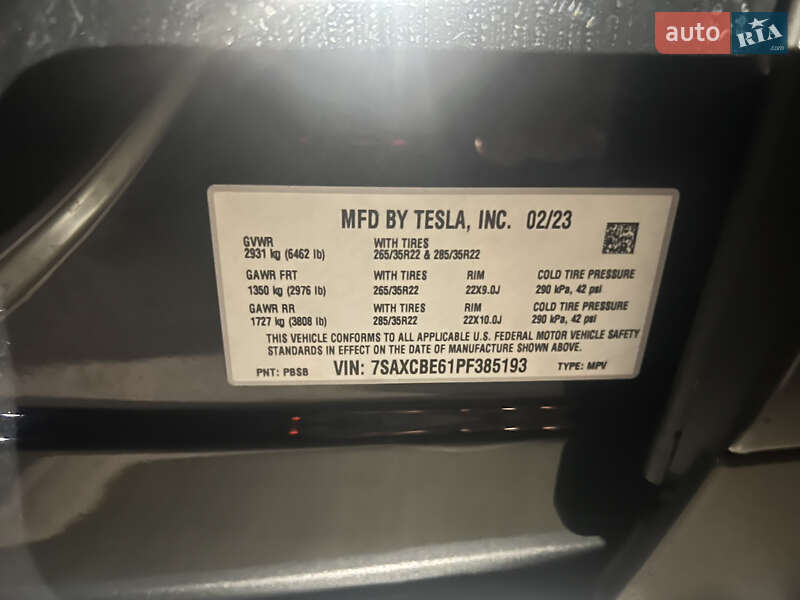 auto RIA.com
MFD BY TESLA, INC. 02/23
GVWR WITH TIRES
2931 kg (6462 lb) 265/35R22 & 285/35R22
GAWR FRT WITH TIRES RIM COLD TIRE PRESSURE
1350 kg (2976 lb) 265/35R22 22X9.0J 290 kPa, 42 psi
GAWR RR WITH TIRES RIM COLD TIRE PRESSURE
1727 kg (3808 lb) 285/35R22 22X10.0J 290 kPa, 42 psi
THIS VEHICLE CONFORMS TO ALL APPLICABLE U.S. FEDERAL MOTOR VEHICLE SAFETY
STANDARDS IN EFFECT ON THE DATE OF MANUFACTURE SHOWN ABOVE.
PNT: PBSB VIN: 7SAXCBE61PF385193 TYPE: MPV